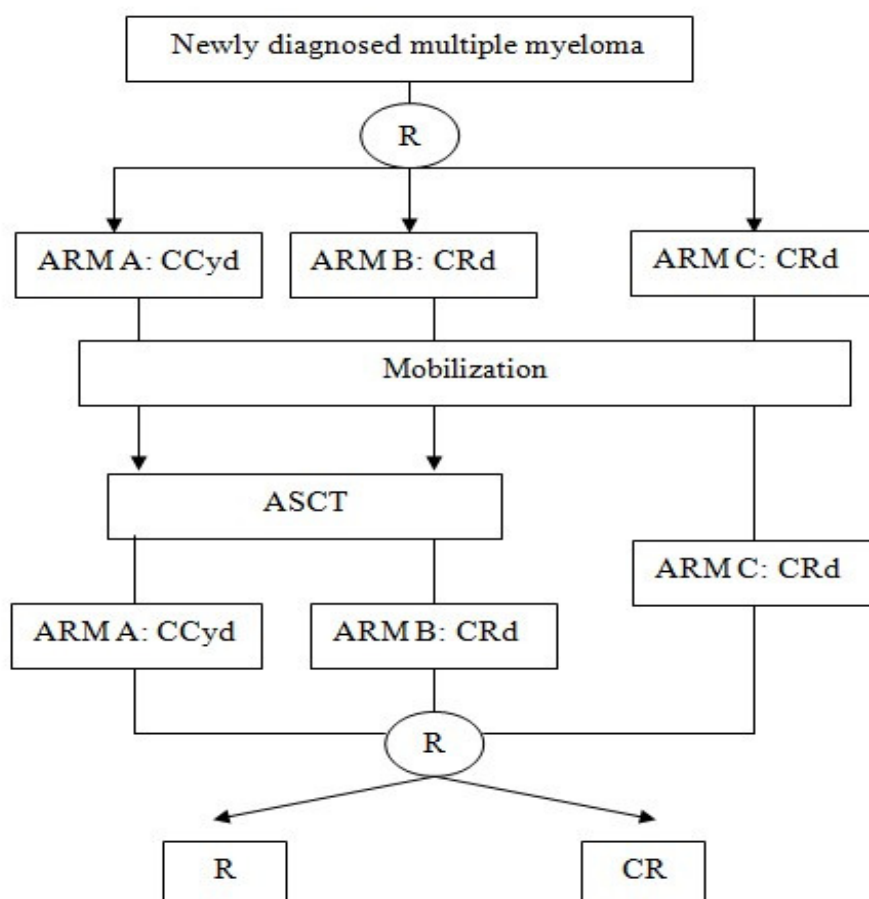 Newly diagnosed multiple myeloma
R
ARM A: CCyd
ARM B: CRd
ARM C: CRd
Mobilization
ASCT
ARM C: CRd
ARM A: CCyd
ARM B: CRd
R
R
CR